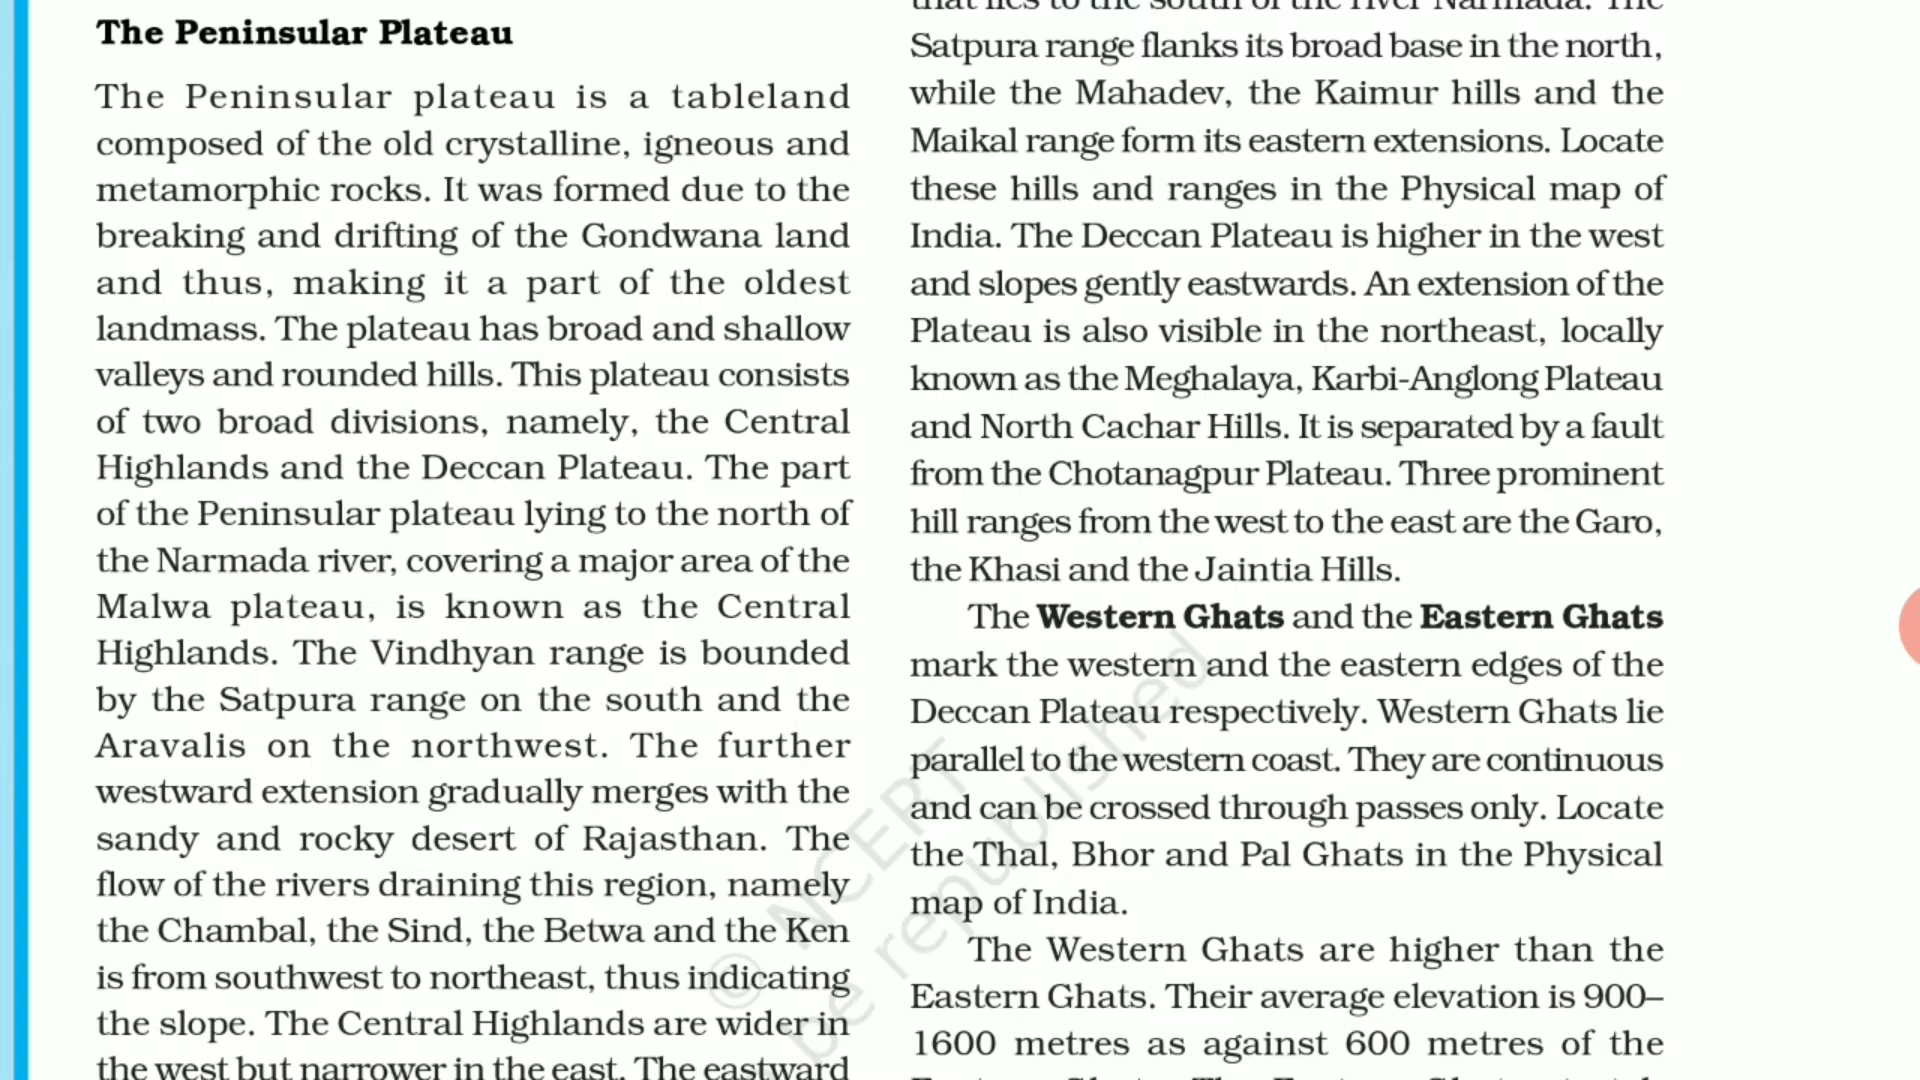 The Peninsular Plateau
The Peninsular plateau is a tableland
composed of the old crystalline, igneous and
metamorphic rocks. It was formed due to the
breaking and drifting of the Gondwana land
and thus, making it a part of the oldest
landmass. The plateau has broad and shallow
valleys and rounded hills. This plateau consists
of two broad divisions, namely, the Central
Highlands and the Deccan Plateau. The part
of the Peninsular plateau lying to the north of
the Narmada river, covering a major area of the
Malwa plateau, is known as the Central
Highlands. The Vindhyan range is bounded
by the Satpura range on the south and the
Aravalis on the northwest. The further
westward extension gradually merges with the
sandy and rocky desert of Rajasthan. The
flow of the rivers draining this region, namely
the Chambal, the Sind, the Betwa and the Ken
is from southwest to northeast, thus indicating
the slope. The Central Highlands are wider in
the west but narrower in the east. The eastward
that lies to the south of the river Narmada. The
Satpura range flanks its broad base in the north,
while the Mahadev, the Kaimur hills and the
Maikal range form its eastern extensions. Locate
these hills and ranges in the Physical map of
India. The Deccan Plateau is higher in the west
and slopes gently eastwards. An extension of the
Plateau is also visible in the northeast, locally
known as the Meghalaya, Karbi-Anglong Plateau
and North Cachar Hills. It is separated by a fault
from the Chotanagpur Plateau. Three prominent
hill ranges from the west to the east are the Garo,
the Khasi and the Jaintia Hills.
The Western Ghats and the Eastern Ghats
mark the western and the eastern edges of the
Deccan Plateau respectively. Western Ghats lie
parallel to the western coast. They are continuous
and can be crossed through passes only. Locate
the Thal, Bhor and Pal Ghats in the Physical
map of India.
The Western Ghats are higher than the
Eastern Ghats. Their average elevation is 900–
1600 metres as against 600 metres of the
© NCERT
be republished